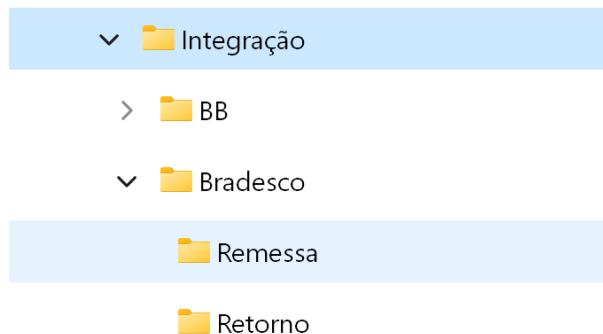 Integração
BB
Bradesco
Remessa
Retorno